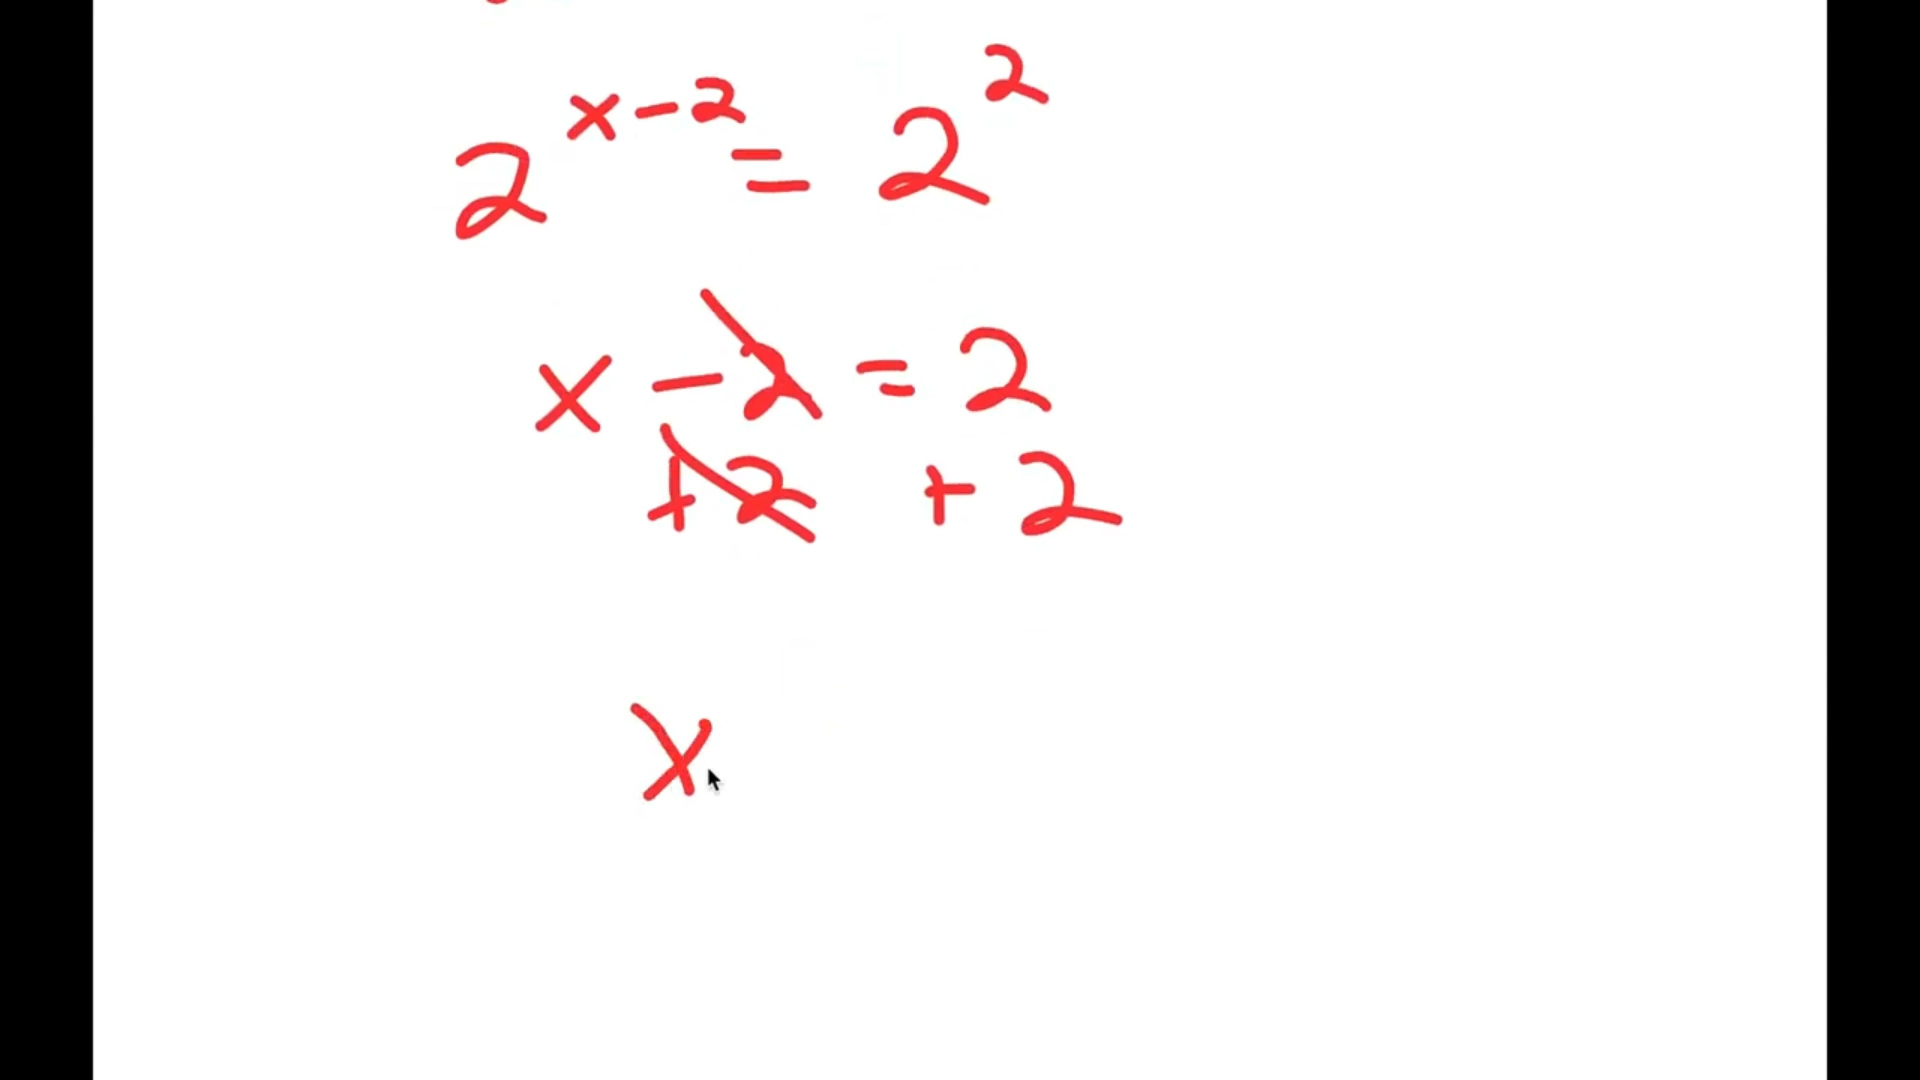 2^{x-2} = 2^2
x - 2 = 2
+2 + 2
x